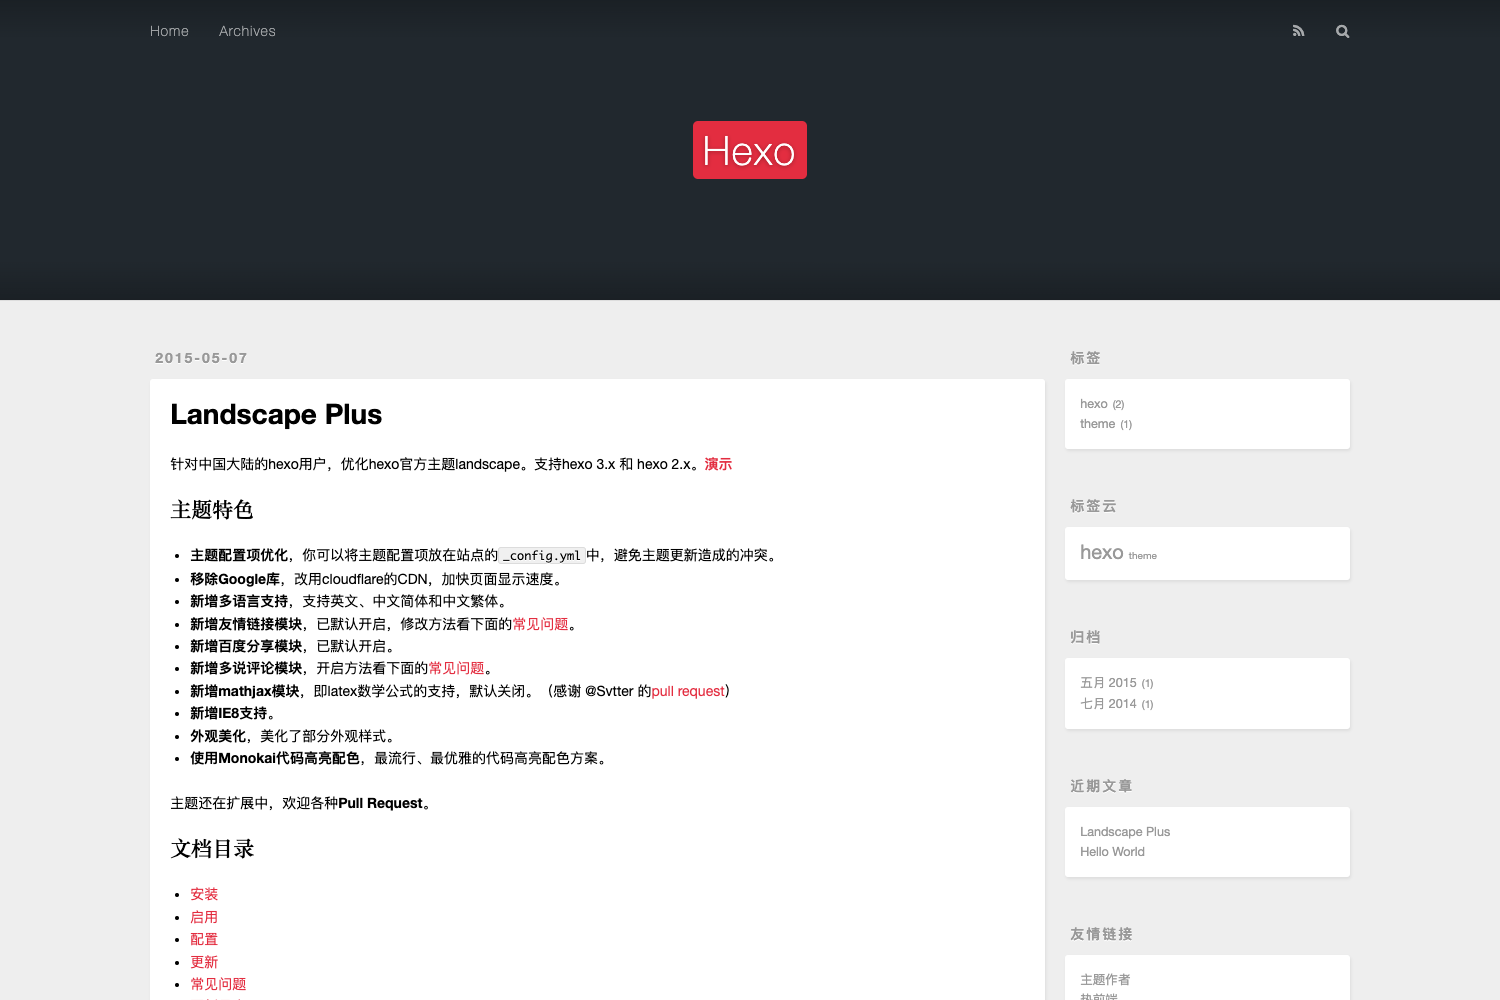 Home Archives
Hexo
2015-05-07
Landscape Plus
针对中国大陆的hexo用户，优化hexo官方主题landscape。支持hexo 3.x 和 hexo 2.x。演示
主题特色
主题配置项优化，你可以将主题配置项放在站点的_config.yml中，避免主题更新造成的冲突。
移除Google库，改用cloudflare的CDN，加快页面显示速度。
新增多语言支持，支持英文、中文简体和中文繁体。
新增友情链接模块，已默认开启，修改方法看下面的常见问题。
新增百度分享模块，已默认开启。
新增多说评论模块，开启方法看下面的常见问题。
新增mathjax模块，即latex数学公式的支持，默认关闭。（感谢 @Svtter 的pull request）
新增IE8支持。
外观美化，美化了部分外观样式。
使用Monokai代码高亮配色，最流行、最优雅的代码高亮配色方案。
主题还在扩展中，欢迎各种Pull Request。
文档目录
安装
启用
配置
更新
常见问题
标签
hexo (2)
theme (1)
标签云
hexo theme
归档
五月 2015 (1)
七月 2014 (1)
近期文章
Landscape Plus
Hello World
友情链接
主题作者